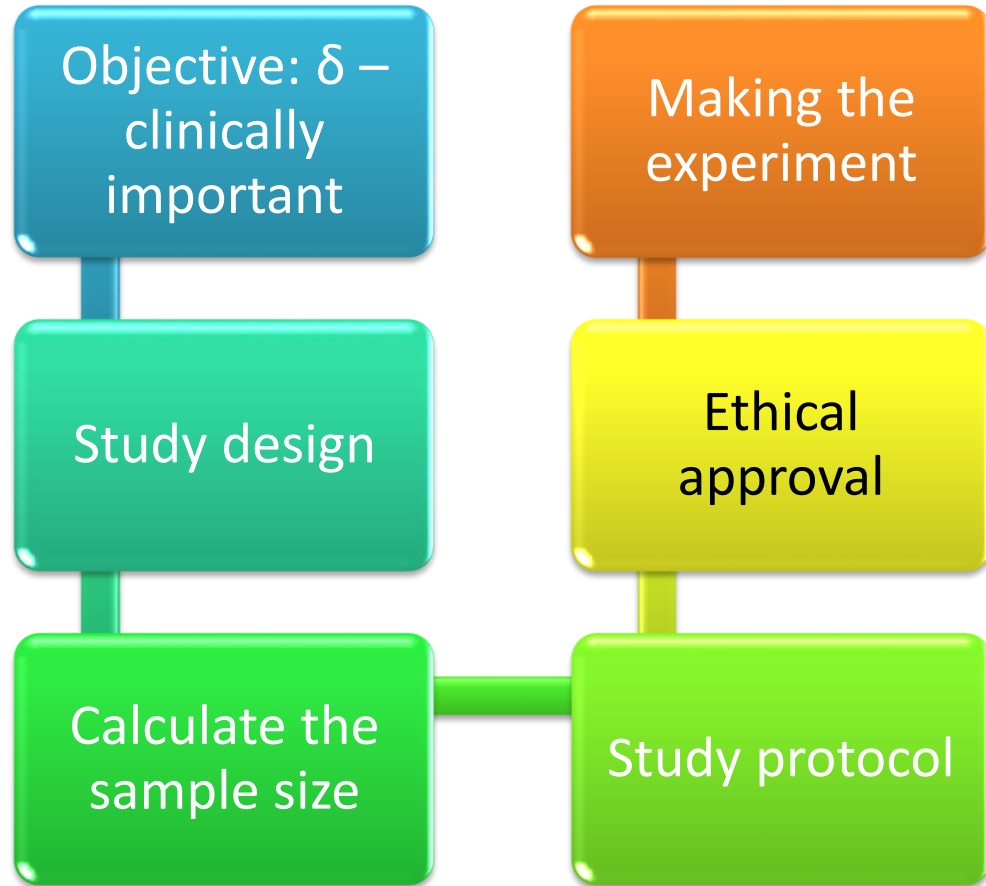 Objective: δ –
clinically
important
Study design
Calculate the
sample size
Study protocol
Ethical
approval
Making the
experiment